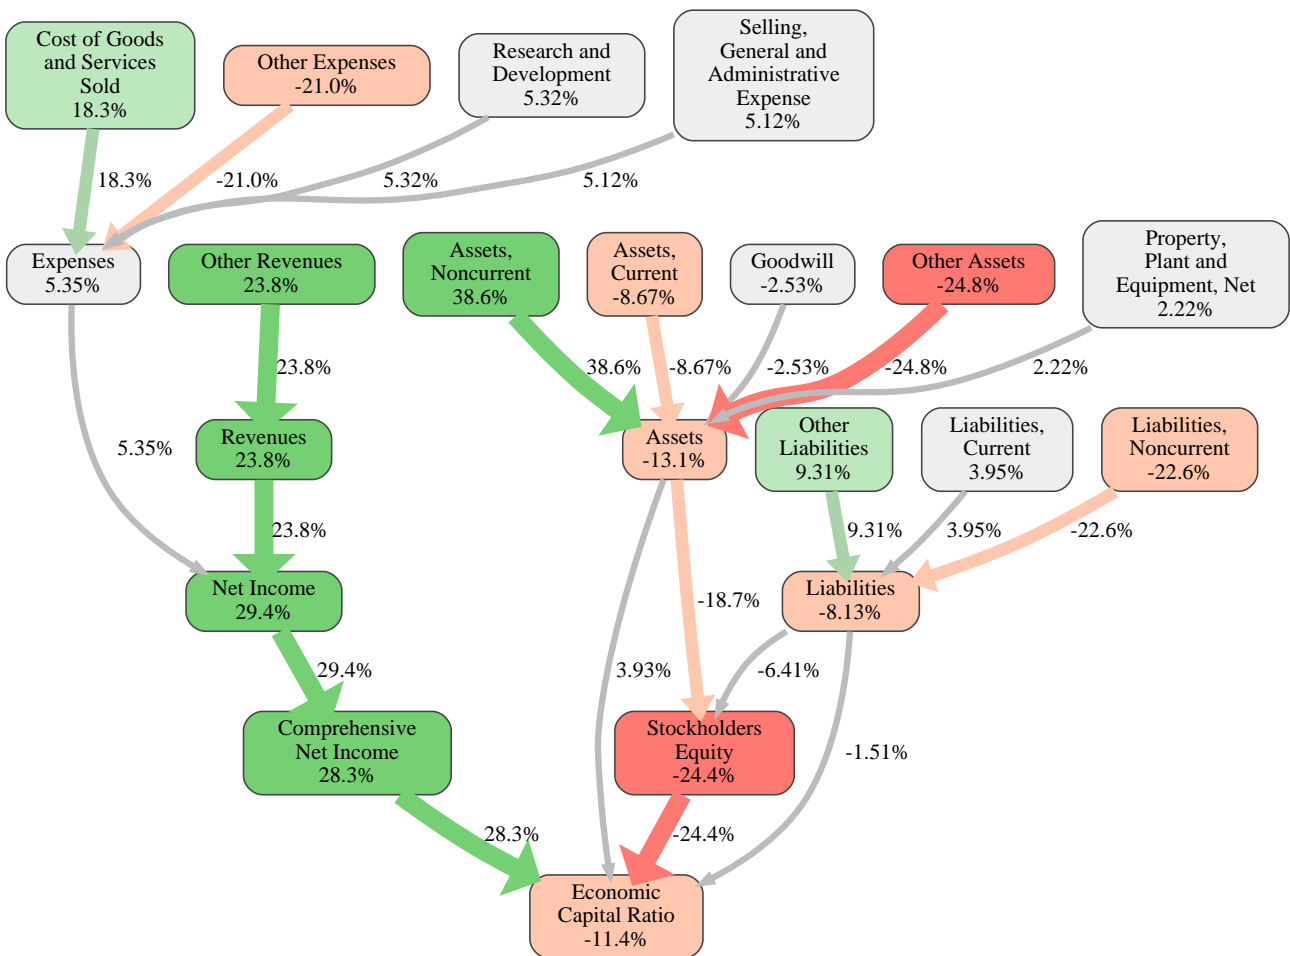 Cost of Goods
and Services
Sold
18.3%
Other Expenses
-21.0%
Research and
Development
5.32%
Selling,
General and
Administrative
Expense
5.12%
18.3%
-21.0%
5.32%
5.12%
Expenses
5.35%
Other Revenues
23.8%
Assets,
Noncurrent
38.6%
Assets,
Current
-8.67%
Goodwill
-2.53%
Other Assets
-24.8%
Property,
Plant and
Equipment, Net
2.22%
23.8%
38.6%
-8.67%
-2.53%
-24.8%
2.22%
5.35%
Revenues
23.8%
Assets
-13.1%
Other
Liabilities
9.31%
Liabilities,
Current
3.95%
Liabilities,
Noncurrent
-22.6%
23.8%
9.31%
3.95%
-22.6%
Net Income
29.4%
-18.7%
Liabilities
-8.13%
29.4%
3.93%
-6.41%
Comprehensive
Net Income
28.3%
Stockholders
Equity
-24.4%
-1.51%
28.3%
-24.4%
Economic
Capital Ratio
-11.4%